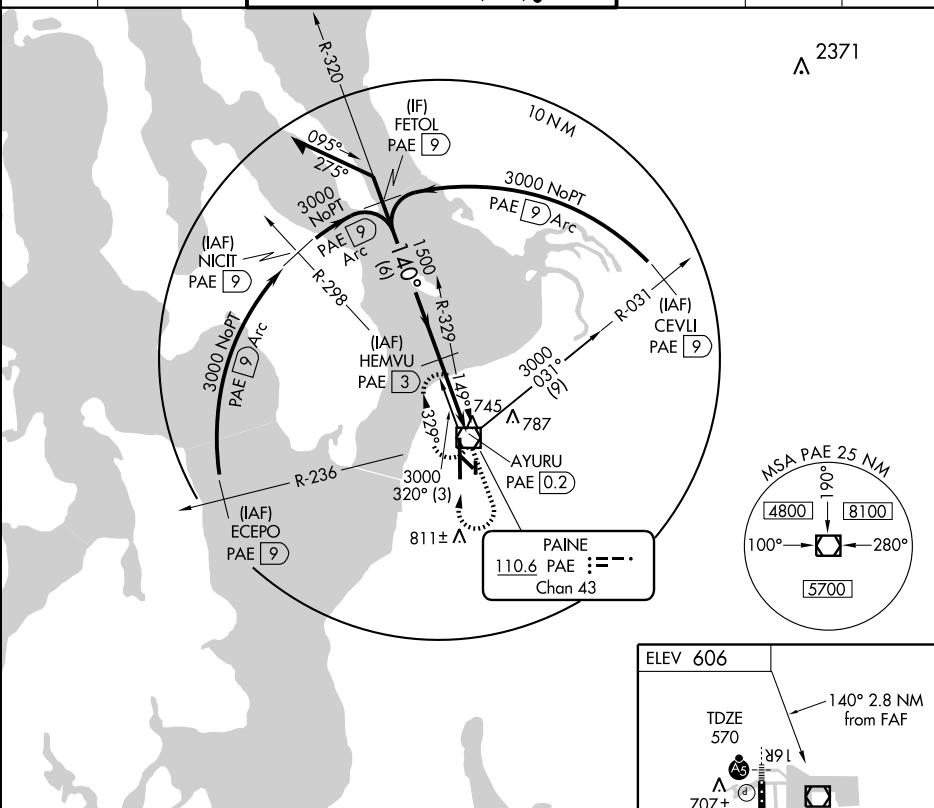 2371
R-320
10 NM
(IF)
FETOL
PAE 9
095°
275°
3000
NoPT
PAE 9
Arc
3000 NoPT
PAE 9 Arc
(IAF)
NICIT
PAE 9
1500
140°
(6)
R-298
R-329
R-031
(IAF)
CEVLI
PAE 9
(IAF)
HEMVU
PAE 3
3000 NoPT
PAE 9 Arc
3000
031°
(9)
149°
329°
745
787
AYURU
PAE 0.2
R-236
3000
320° (3)
(IAF)
ECEPO
PAE 9
811±
PAINE
110.6 PAE
Chan 43
MSA PAE 25 NM
190°
4800
8100
100°
280°
5700
ELEV 606
140° 2.8 NM
from FAF
TDZE
570
16R
A5
P
707±